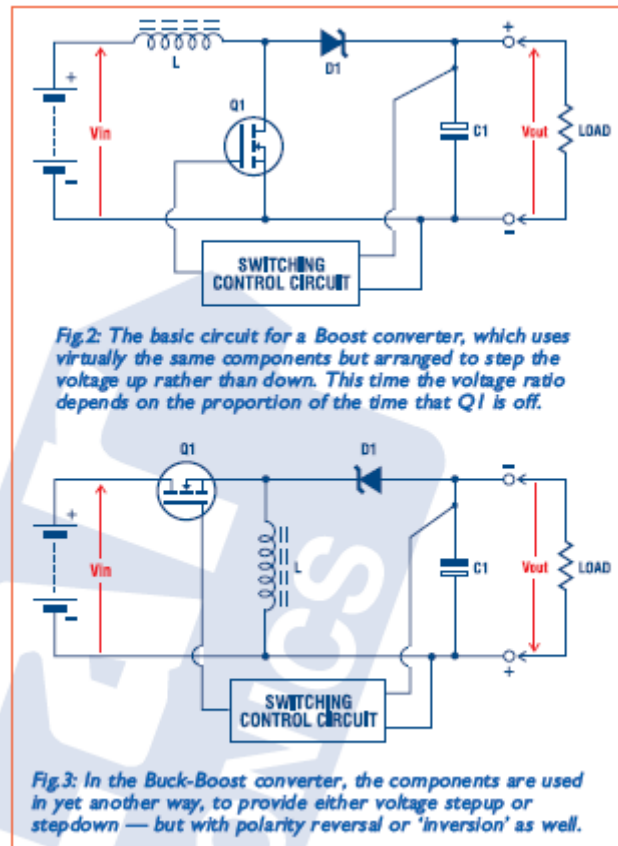 L
D1
+
+
Q1
Vin
C1
Vout
LOAD
–
–
SWITCHING
CONTROL CIRCUIT
Fig.2: The basic circuit for a Boost converter, which uses
virtually the same components but arranged to step the
voltage up rather than down. This time the voltage ratio
depends on the proportion of the time that Q1 is off.
Q1
D1
–
+
Vin
L
C1
Vout
LOAD
–
+
SWITCHING
CONTROL CIRCUIT
Fig.3: In the Buck-Boost converter, the components are used
in yet another way, to provide either voltage stepup or
stepdown — but with polarity reversal or ‘inversion’ as well.